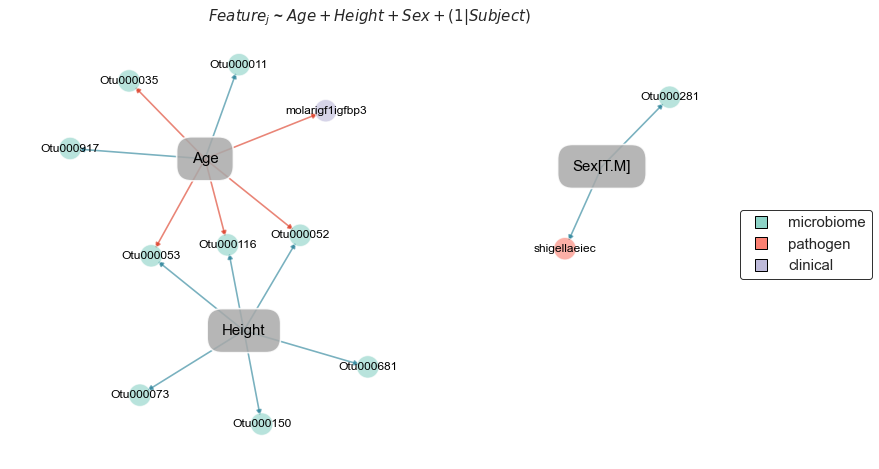 Feature_j ~ Age + Height + Sex + (1|Subject)
Otu000011
Otu000035
Otu000281
molarigf1igfbp3
Otu000917
Age
Sex[T.M]
microbiome
pathogen
clinical
Otu000052
Otu000116
Otu000053
shigellaeiec
Height
Otu000681
Otu000073
Otu000150